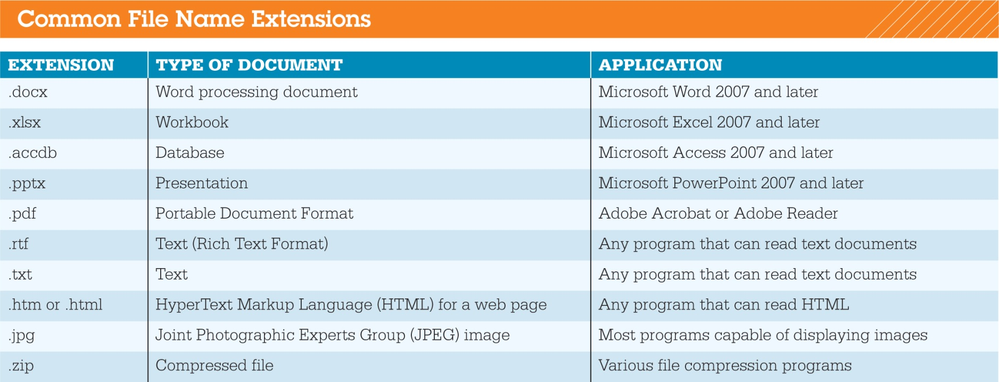 Common File Name Extensions
EXTENSION TYPE OF DOCUMENT APPLICATION
.docx Word processing document Microsoft Word 2007 and later
.xlsx Workbook Microsoft Excel 2007 and later
.accdb Database Microsoft Access 2007 and later
.pptx Presentation Microsoft PowerPoint 2007 and later
.pdf Portable Document Format Adobe Acrobat or Adobe Reader
.rtf Text (Rich Text Format) Any program that can read text documents
.txt Text Any program that can read text documents
.htm or .html HyperText Markup Language (HTML) for a web page Any program that can read HTML
.jpg Joint Photographic Experts Group (JPEG) image Most programs capable of displaying images
.zip Compressed file Various file compression programs